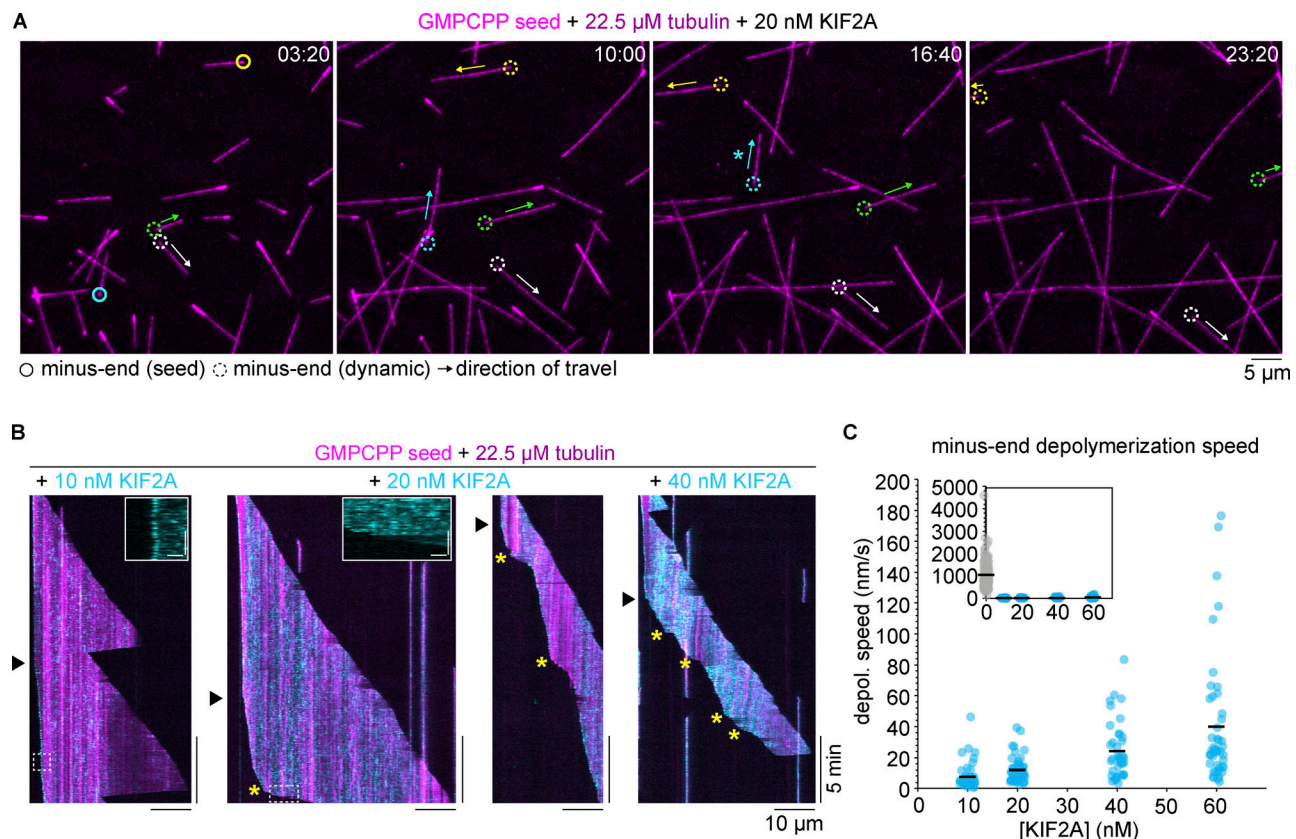 A
GMPCPP seed + 22.5 µM tubulin + 20 nM KIF2A
03:20
10:00
16:40
23:20
*
minus-end (seed) minus-end (dynamic) →direction of travel
5 µm
B
GMPCPP seed + 22.5 µM tubulin
+ 10 nM KIF2A
+ 20 nM KIF2A
+ 40 nM KIF2A
*
*
*
*
*
*
*
5 min
10 µm
C
minus-end depolymerization speed
depol. speed (nm/s)
200
180
160
140
120
100
80
60
40
20
0
5000
4000
3000
2000
1000
0
0 20 40 60
0 10 20 30 40 50 60
[KIF2A] (nM)